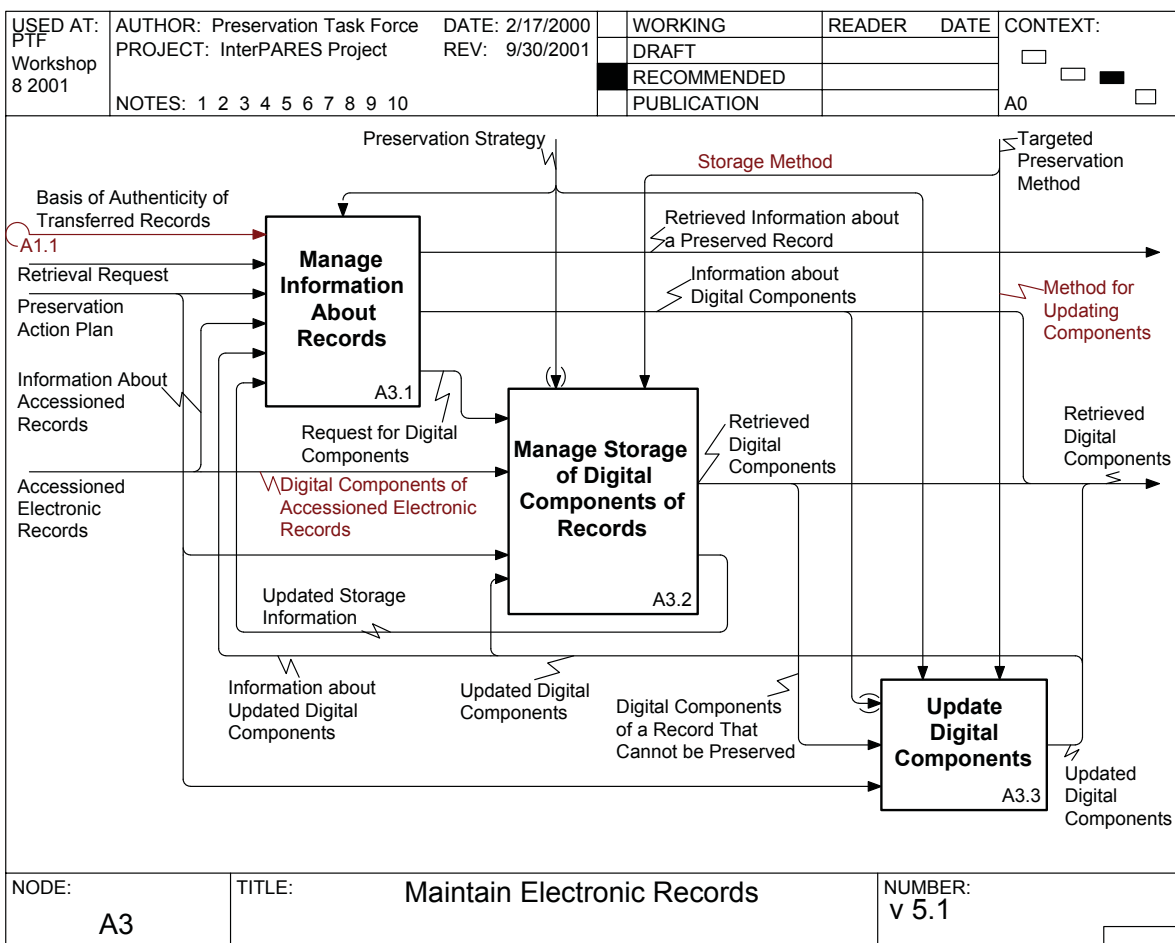 USED AT:
PTF
Workshop
8 2001
AUTHOR: Preservation Task Force
DATE: 2/17/2000
PROJECT: InterPARES Project
REV: 9/30/2001
NOTES: 1 2 3 4 5 6 7 8 9 10
WORKING
DRAFT
RECOMMENDED
PUBLICATION
READER
DATE
CONTEXT:
A0
Preservation Strategy
Storage Method
Targeted
Preservation
Method
Basis of Authenticity of
Transferred Records
A1.1
Retrieval Request
Preservation
Action Plan
Manage
Information
About
Records
A3.1
Retrieved Information about
a Preserved Record
Information about
Digital Components
Method for
Updating
Components
Information About
Accessioned
Records
Request for Digital
Components
Accessioned
Electronic
Records
Digital Components of
Accessioned Electronic
Records
Manage Storage
of Digital
Components of
Records
A3.2
Retrieved
Digital
Components
Retrieved
Digital
Components
Updated Storage
Information
Information about
Updated Digital
Components
Updated Digital
Components
Digital Components
of a Record That
Cannot be Preserved
Update
Digital
Components
A3.3
Updated
Digital
Components
NODE:
A3
TITLE:
Maintain Electronic Records
NUMBER:
v 5.1